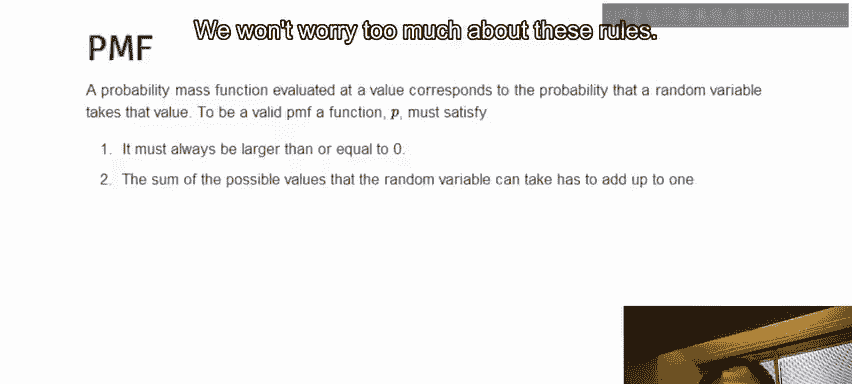 We won't worry too much about these rules.
PMF
A probability mass function evaluated at a value corresponds to the probability that a random variable
takes that value. To be a valid pmf a function, p, must satisfy
1. It must always be larger than or equal to 0.
2. The sum of the possible values that the random variable can take has to add up to one.